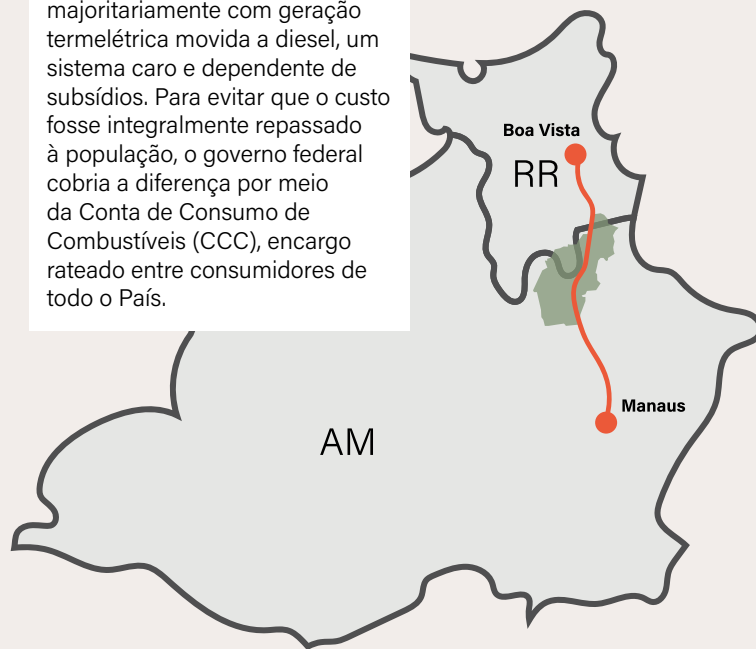 majoritariamente com geração
termelétrica movida a diesel, um
sistema caro e dependente de
subsídios. Para evitar que o custo
fosse integralmente repassado
à população, o governo federal
cobria a diferença por meio
da Conta de Consumo de
Combustíveis (CCC), encargo
rateado entre consumidores de
todo o País.
Boa Vista
RR
Manaus
AM